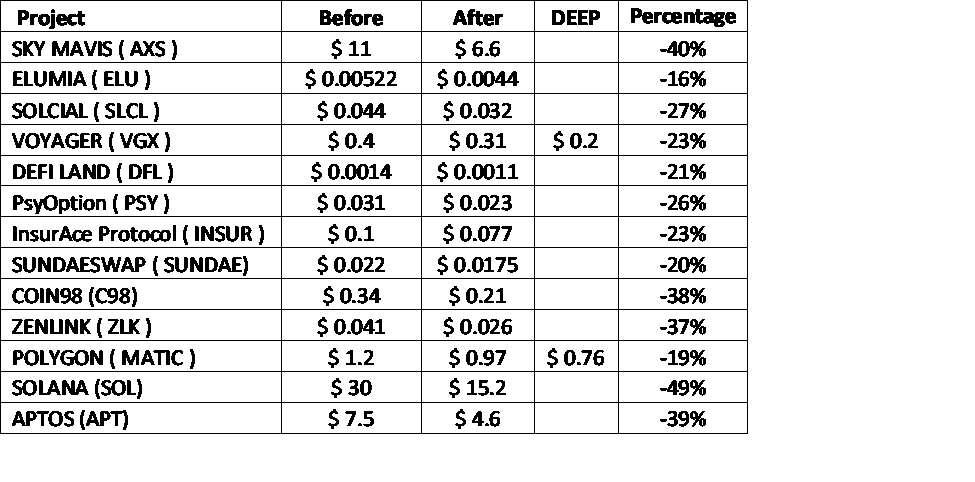 Project Before After DEEP Percentage
SKY MAVIS ( AXS ) $ 11 $ 6.6 -40%
ELUMIA ( ELU ) $ 0.00522 $ 0.0044 -16%
SOLCIAL ( SLCL ) $ 0.044 $ 0.032 -27%
VOYAGER ( VGX ) $ 0.4 $ 0.31 $ 0.2 -23%
DEFI LAND ( DFL ) $ 0.0014 $ 0.0011 -21%
PsyOption ( PSY ) $ 0.031 $ 0.023 -26%
InsurAce Protocol ( INSUR ) $ 0.1 $ 0.077 -23%
SUNDAESWAP ( SUNDAE) $ 0.022 $ 0.0175 -20%
COIN98 (C98) $ 0.34 $ 0.21 -38%
ZENLINK ( ZLK ) $ 0.041 $ 0.026 -37%
POLYGON ( MATIC ) $ 1.2 $ 0.97 $ 0.76 -19%
SOLANA (SOL) $ 30 $ 15.2 -49%
APTOS (APT) $ 7.5 $ 4.6 -39%